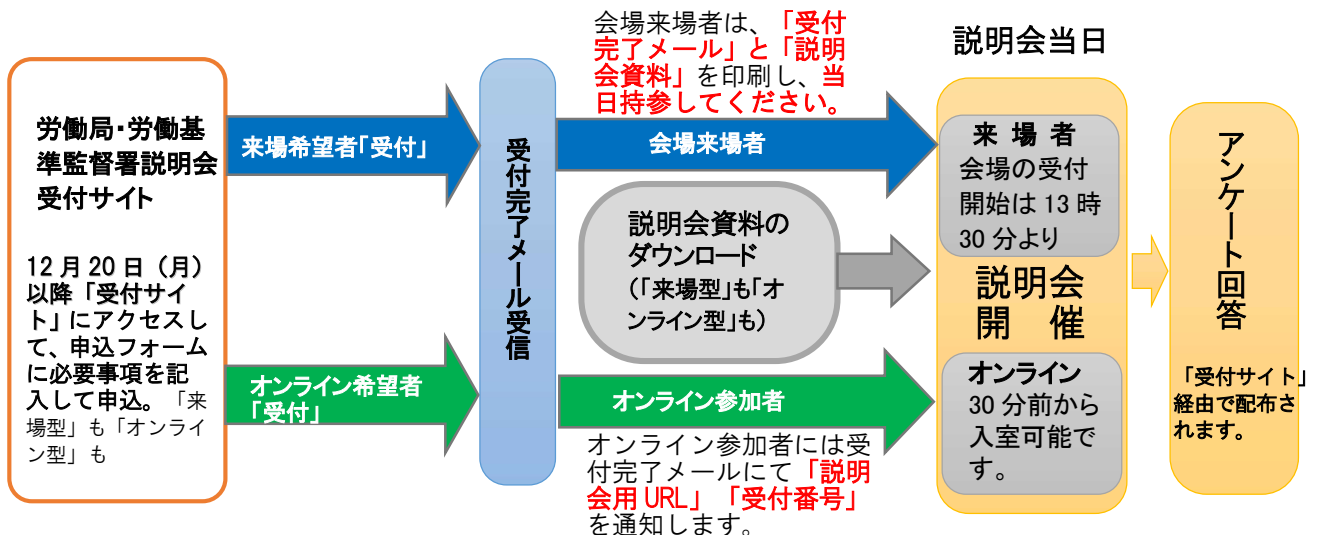 労働局・労働基
準監督署説明会
受付サイト
12月20日（月）
以降「受付サイ
ト」にアクセスし
て、申込フォーム
に必要事項を記
入して申込。「来
場型」も「オンライ
ン型」も
来場希望者「受付」
オンライン希望者
「受付」
受付完了メール受信
会場来場者は、「受付
完了メール」と「説明
会資料」を印刷し、当
日持参してください。
会場来場者
説明会資料の
ダウンロード
（「来場型」も「オ
ンライン型」も）
オンライン参加者
オンライン参加者には受
付完了メールにて「説明
会用URL」「受付番号」
を通知します。
説明会当日
来場者
会場の受付
開始は13時
30分より
説明会
開催
オンライン
30分前から
入室可能で
す。
アンケート回答
「受付サイト」
経由で配布さ
れます。